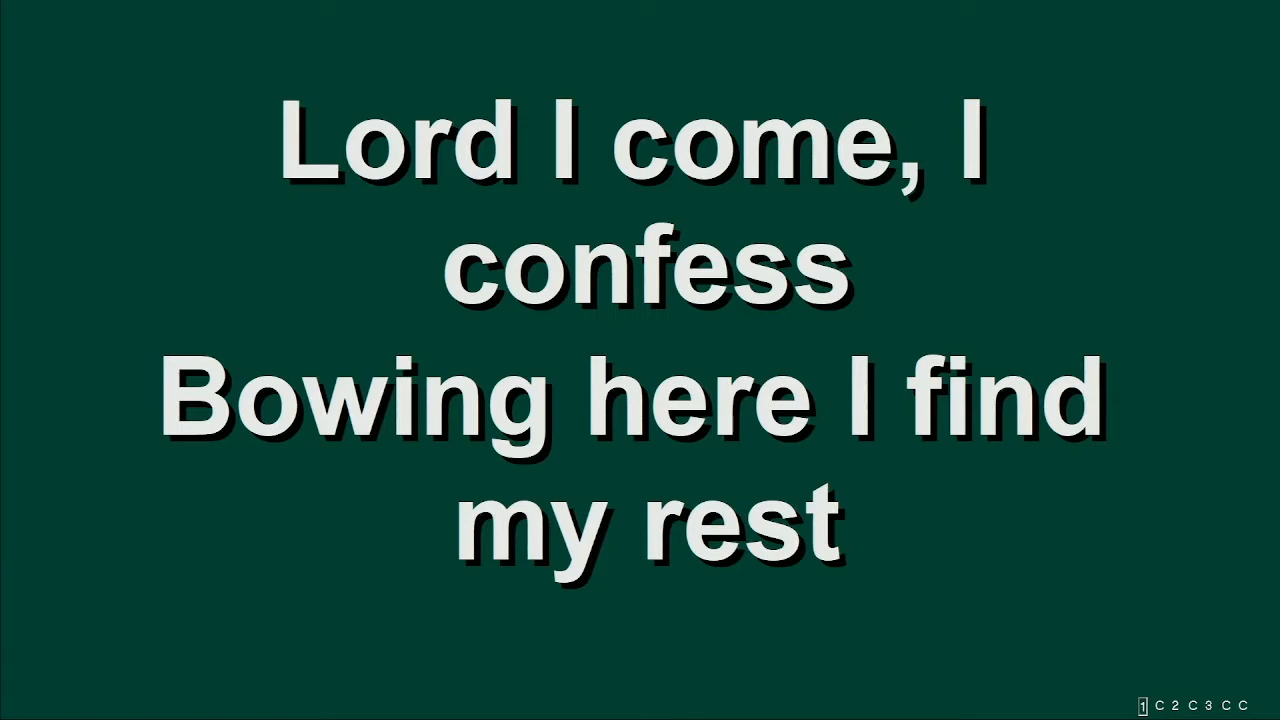 Lord I come, I
confess
Bowing here I find
my rest
1 C 2 C 3 C C